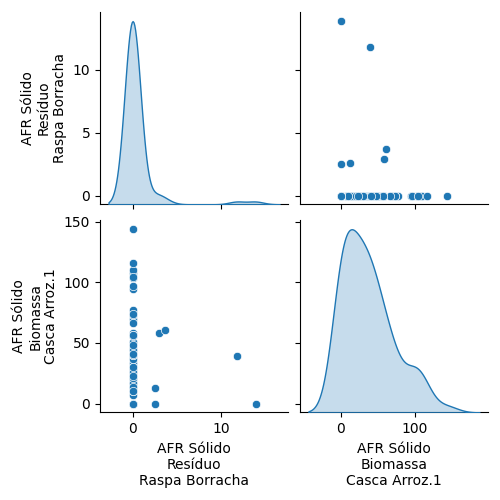 AFR Sólido
Resíduo
Raspa Borracha
10
5
0
AFR Sólido
Biomassa
Casca Arroz.1
150
100
50
0
0 10
0 100
AFR Sólido
Resíduo
Raspa Borracha
AFR Sólido
Biomassa
Casca Arroz.1